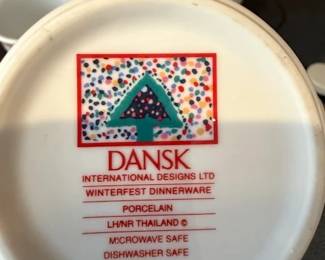 DANSK
INTERNATIONAL DESIGNS LTD
WINTERFEST DINNERWARE
PORCELAIN
LH/NR THAILAND ©
MICROWAVE SAFE
DISHWASHER SAFE